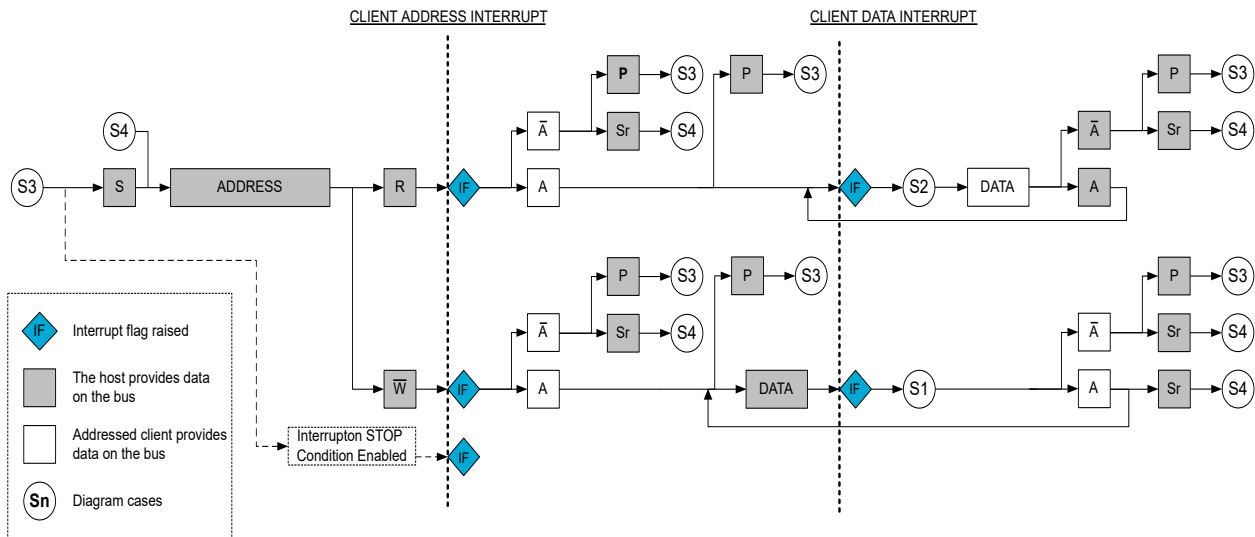 CLIENT ADDRESS INTERRUPT
CLIENT DATA INTERRUPT
P
S3
P
S3
P
S3
S4
A̅
Sr
S4
A̅
Sr
S4
S3
S
ADDRESS
R
IF
A
IF
S2
DATA
A
P
S3
P
S3
P
S3
A̅
Sr
S4
A̅
Sr
S4
W̅
IF
A
DATA
IF
S1
A
Sr
S4
Interrupton STOP
Condition Enabled
IF
IF
Interrupt flag raised
The host provides data
on the bus
Addressed client provides
data on the bus
Sn
Diagram cases